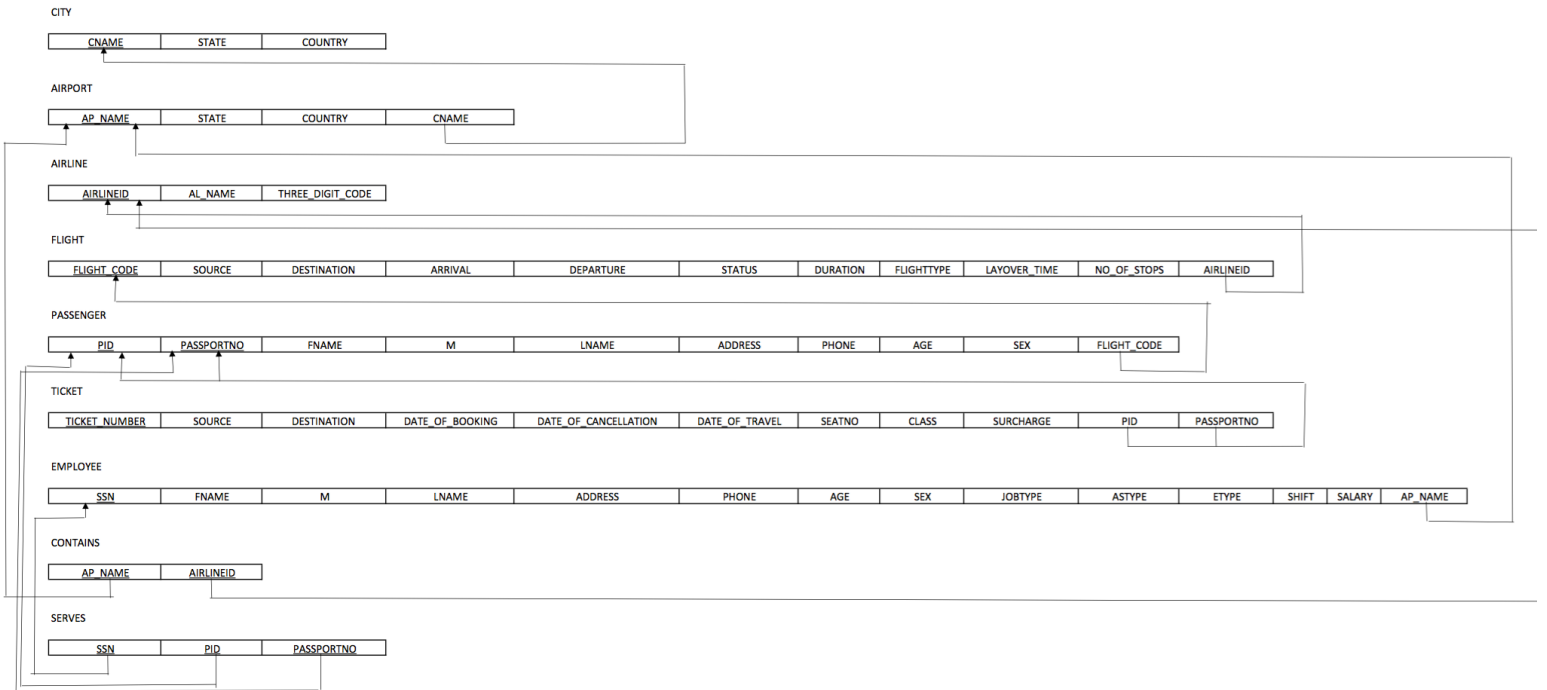 CITY
CNAME STATE COUNTRY
AIRPORT
AP_NAME STATE COUNTRY CNAME
AIRLINE
AIRLINEID AL_NAME THREE_DIGIT_CODE
FLIGHT
FLIGHT_CODE SOURCE DESTINATION ARRIVAL DEPARTURE STATUS DURATION FLIGHTTYPE LAYOVER_TIME NO_OF_STOPS AIRLINEID
PASSENGER
PID PASSPORTNO FNAME M LNAME ADDRESS PHONE AGE SEX FLIGHT_CODE
TICKET
TICKET_NUMBER SOURCE DESTINATION DATE_OF_BOOKING DATE_OF_CANCELLATION DATE_OF_TRAVEL SEATNO CLASS SURCHARGE PID PASSPORTNO
EMPLOYEE
SSN FNAME M LNAME ADDRESS PHONE AGE SEX JOBTYPE ASTYPE ETYPE SHIFT SALARY AP_NAME
CONTAINS
AP_NAME AIRLINEID
SERVES
SSN PID PASSPORTNO